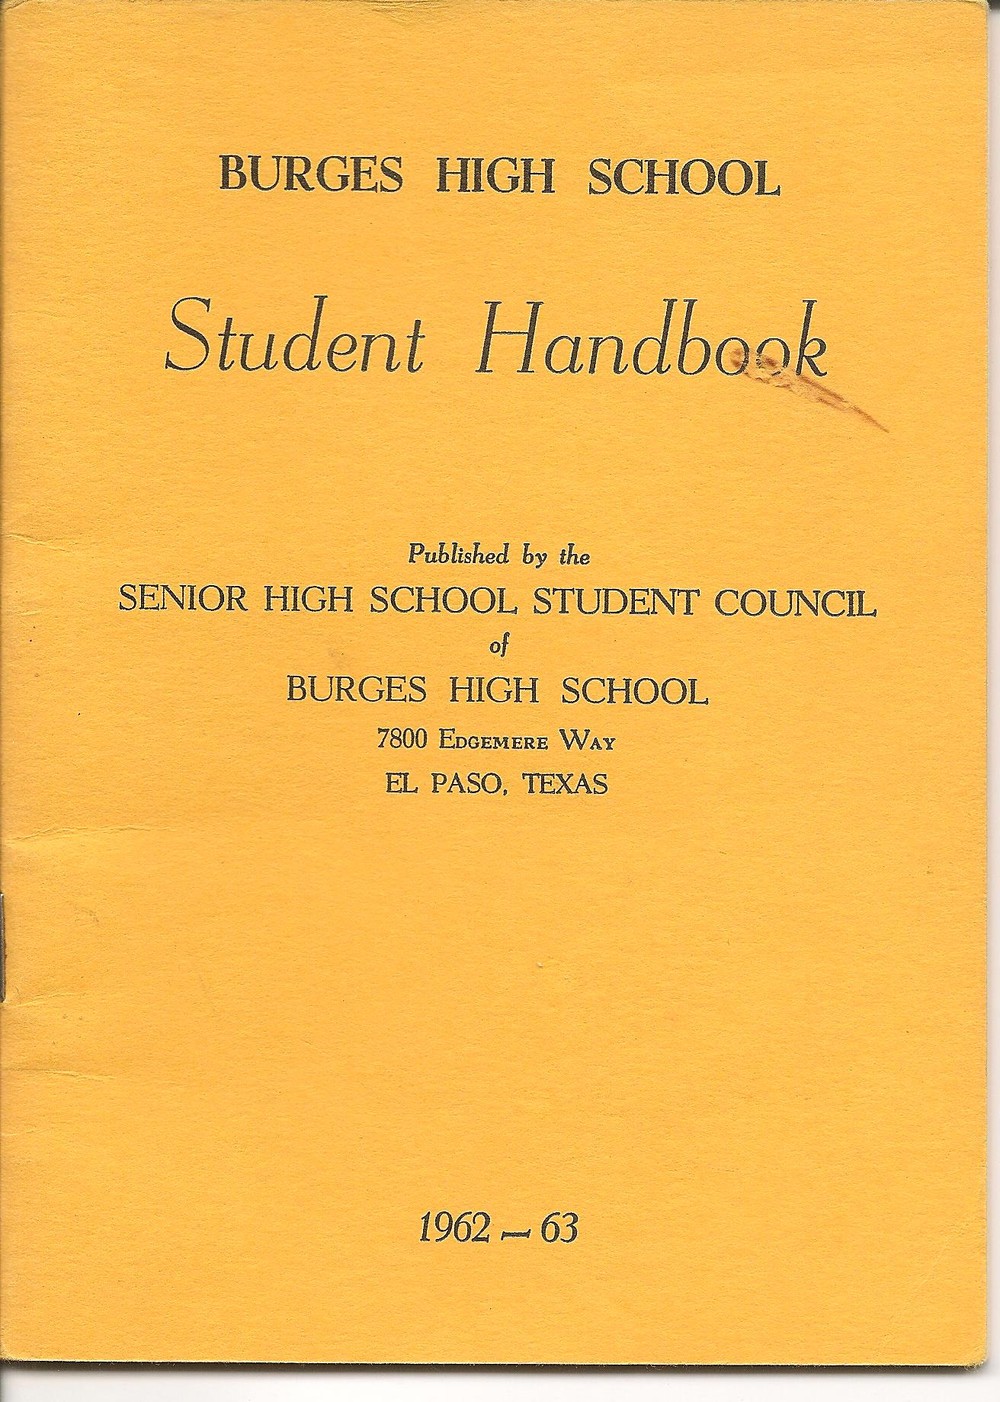 BURGES HIGH SCHOOL
Student Handbook
Published by the
SENIOR HIGH SCHOOL STUDENT COUNCIL
of
BURGES HIGH SCHOOL
7800 EDGEMERE WAY
EL PASO, TEXAS
1962 — 63